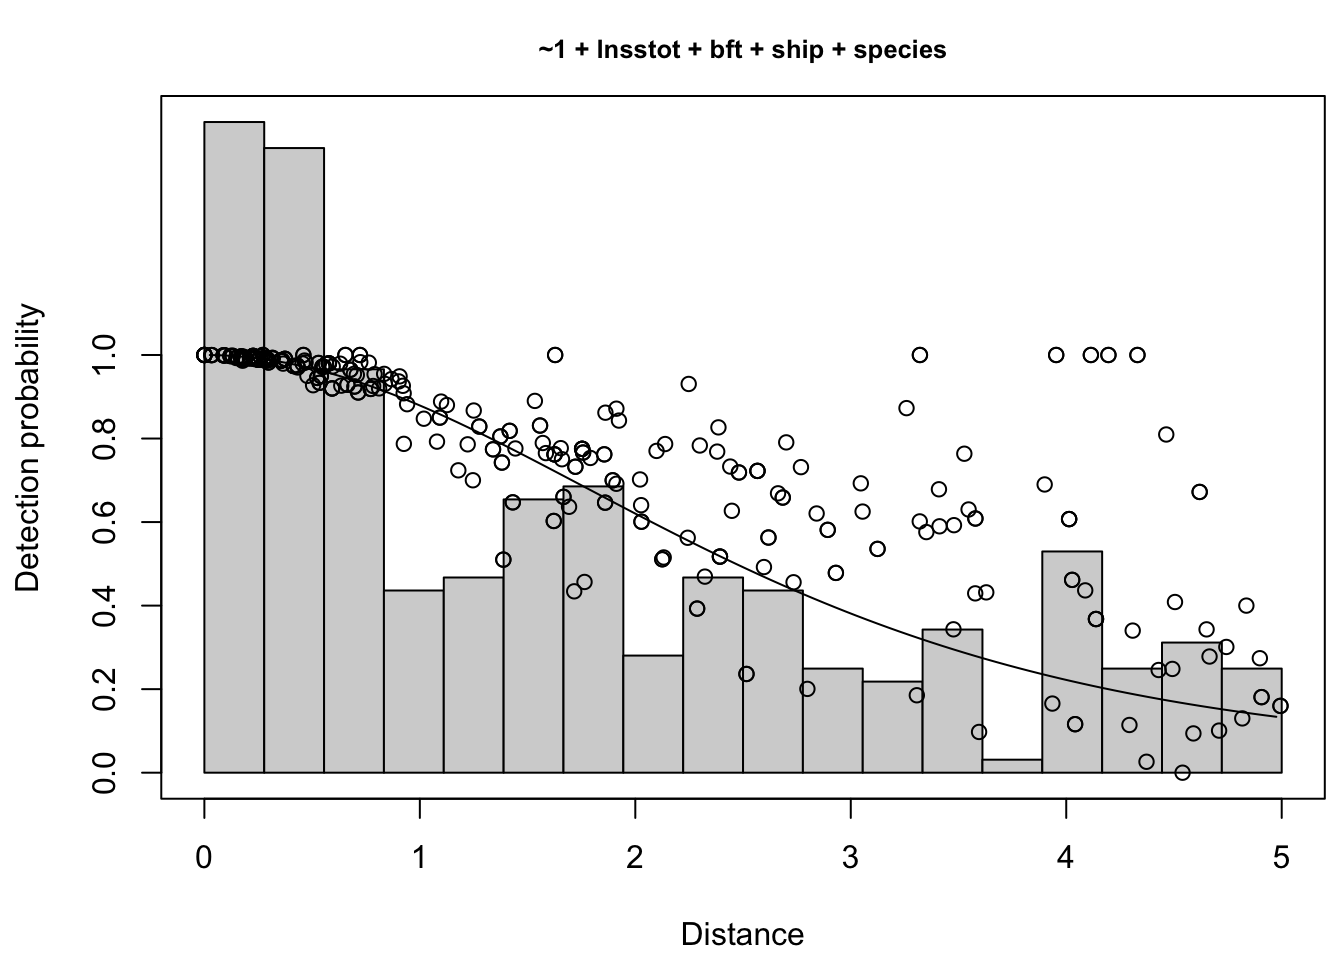 ~1 + lnsstot + bft + ship + species
Detection probability
1.0
0.8
0.6
0.4
0.2
0.0
0 1 2 3 4 5
Distance